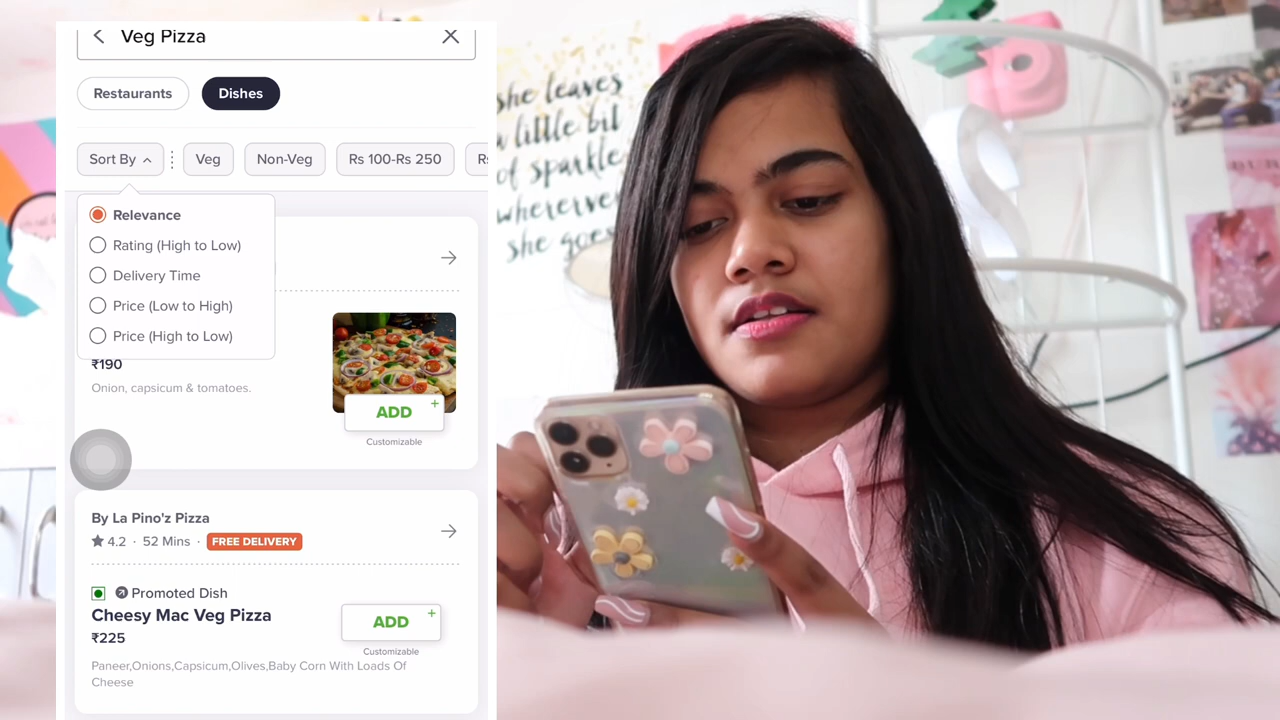 Veg Pizza
Restaurants
Dishes
Sort By
Veg
Non-Veg
Rs 100-Rs 250
Relevance
Rating (High to Low)
Delivery Time
Price (Low to High)
Price (High to Low)
₹190
Onion, capsicum & tomatoes.
ADD
+
Customizable
By La Pino'z Pizza
4.2 · 52 Mins · FREE DELIVERY
Promoted Dish
Cheesy Mac Veg Pizza
₹225
ADD
+
Customizable
Paneer,Onions,Capsicum,Olives,Baby Corn With Loads Of
Cheese
she leaves
a little bit
of sparkle
wherever
she goes